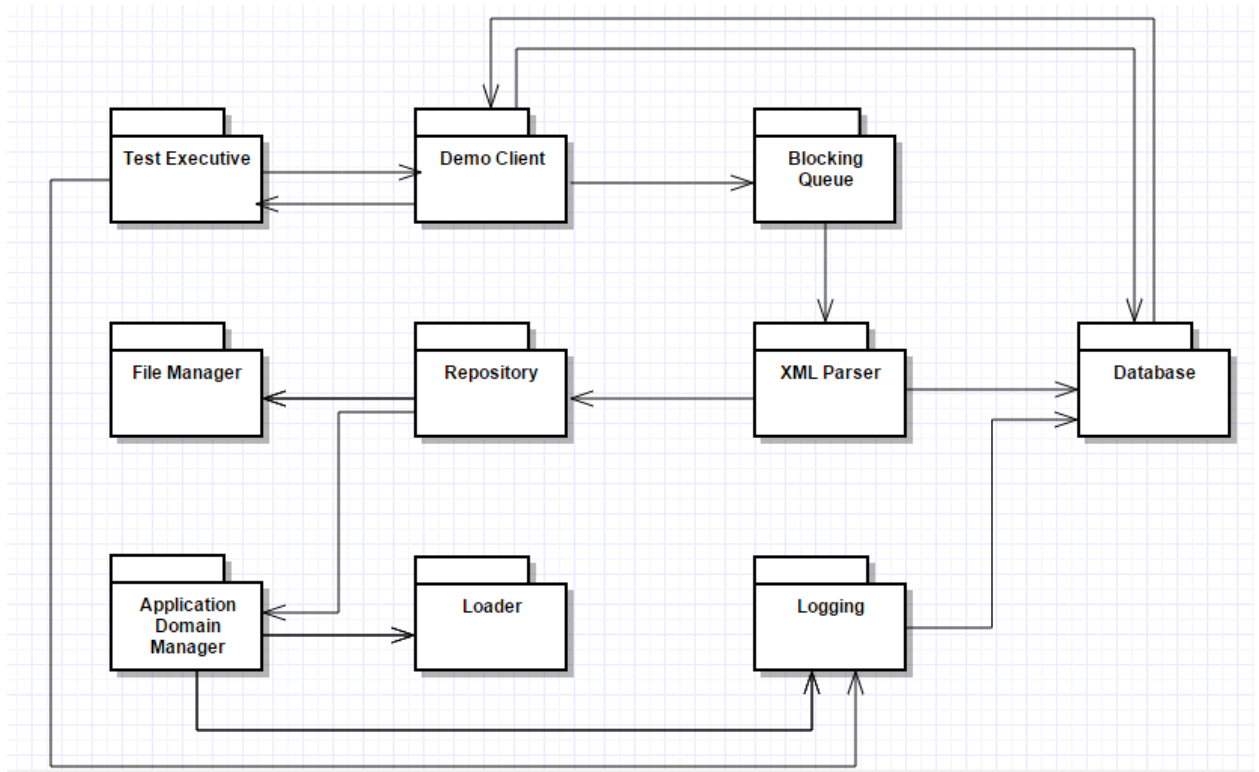 Test Executive
Demo Client
Blocking
Queue
File Manager
Repository
XML Parser
Database
Application
Domain
Manager
Loader
Logging